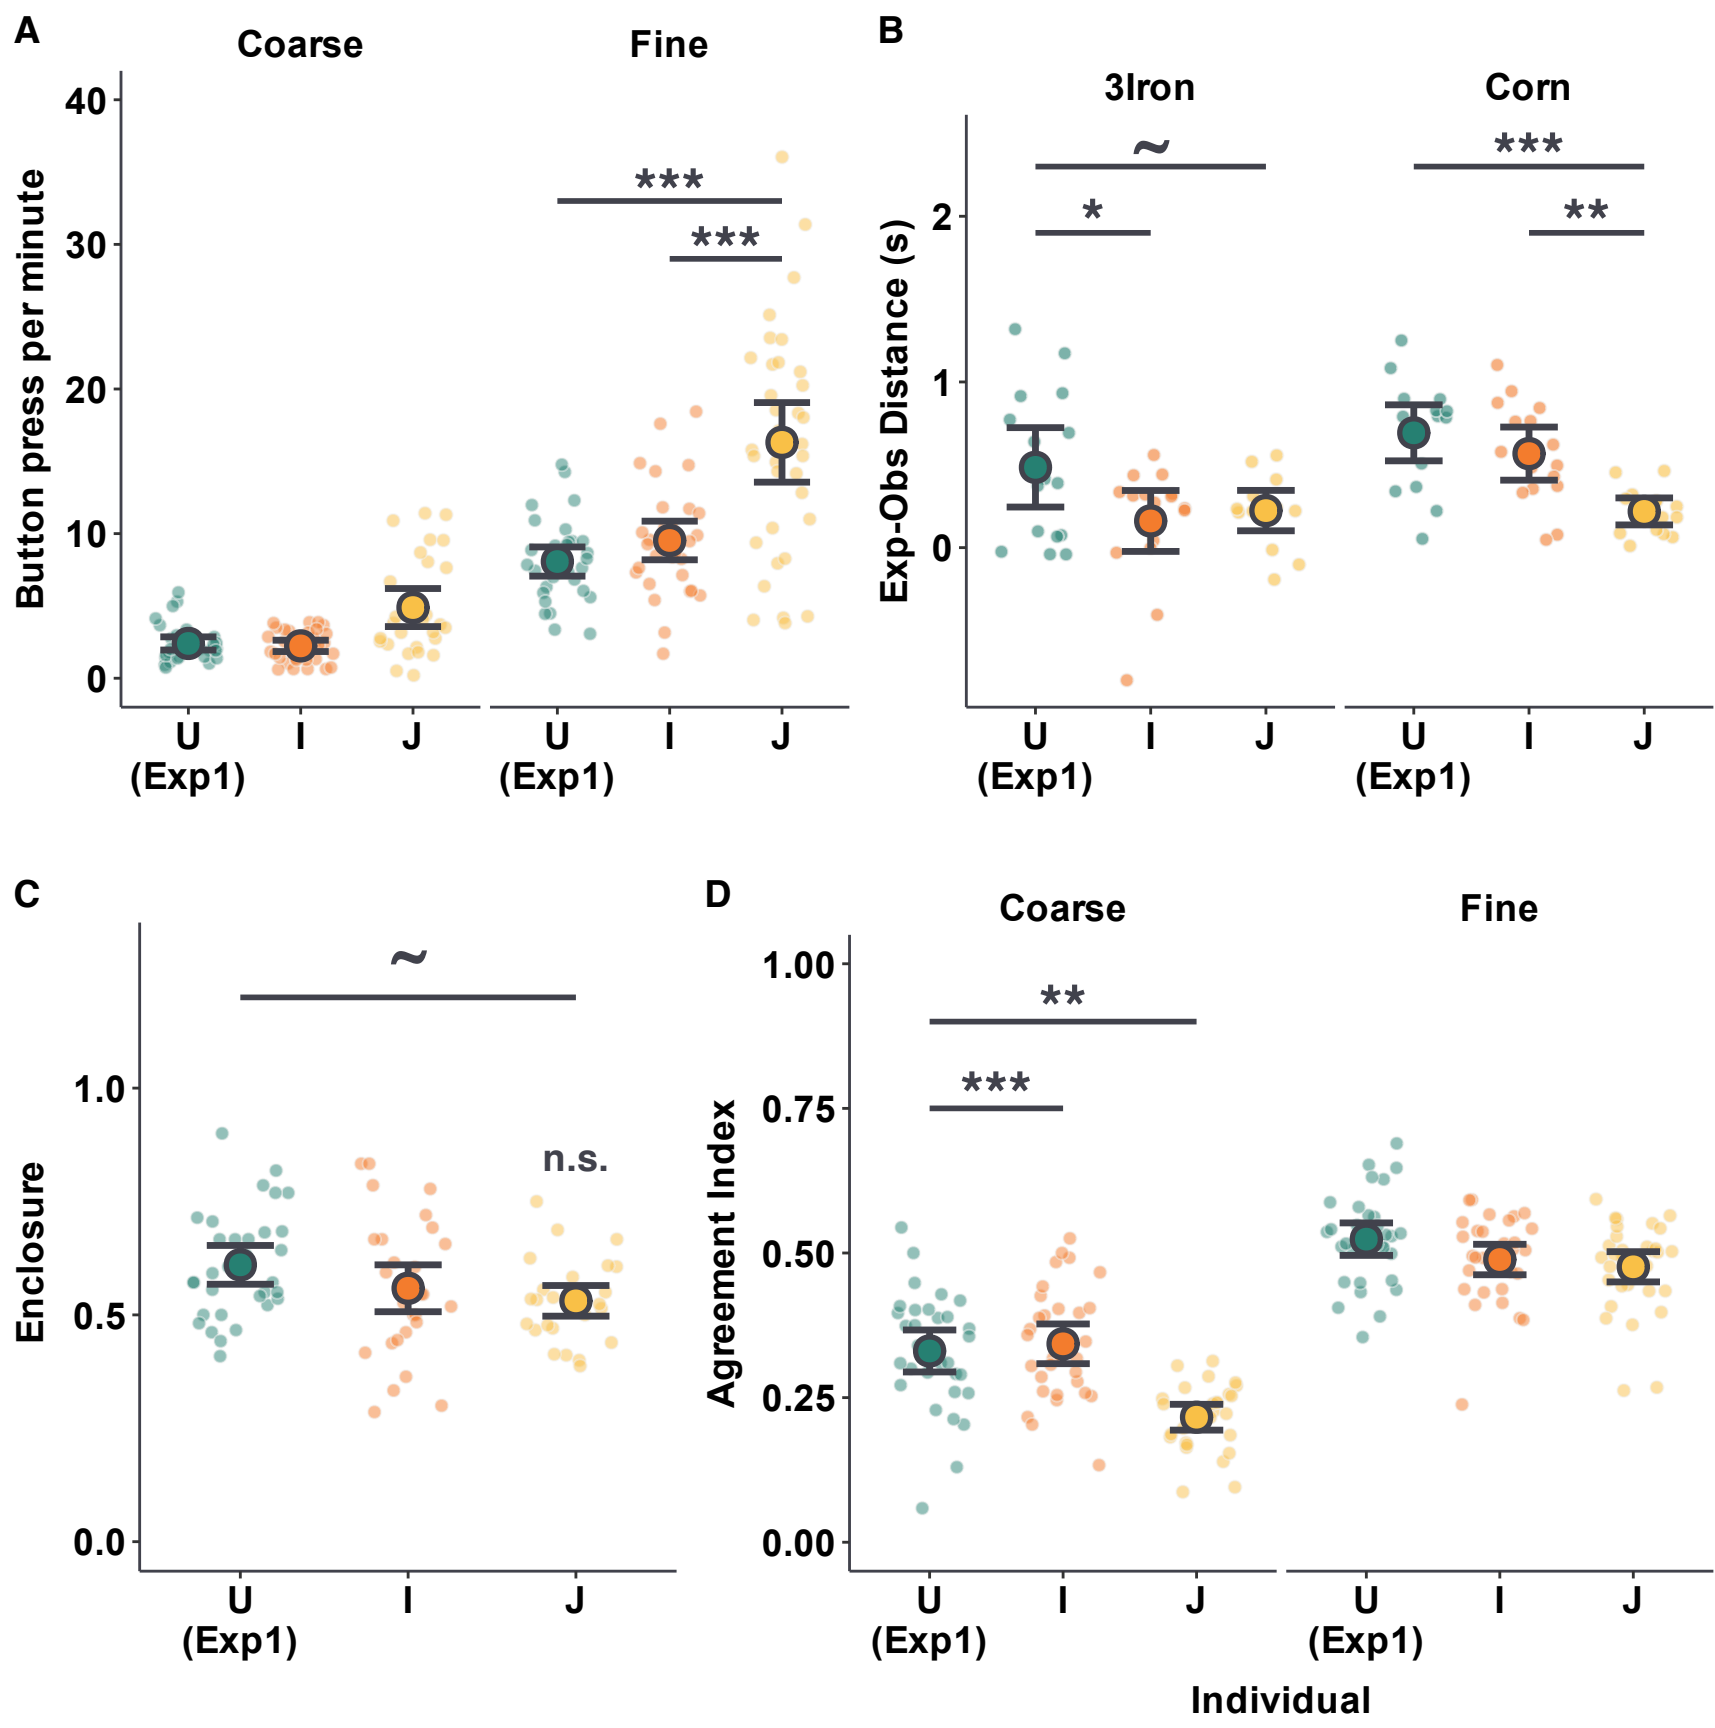 A
Coarse
Fine
Button press per minute
40
30
20
10
0
***
***
U
(Exp1)
I
J
U
(Exp1)
I
J
B
3Iron
Corn
Exp-Obs Distance (s)
2
1
0
~
*
***
**
U
(Exp1)
I
J
U
(Exp1)
I
J
C
Enclosure
1.0
0.5
0.0
~
n.s.
U
(Exp1)
I
J
D
Coarse
Fine
Agreement Index
1.00
0.75
0.50
0.25
0.00
**
***
U
(Exp1)
I
J
U
(Exp1)
I
J
Individual